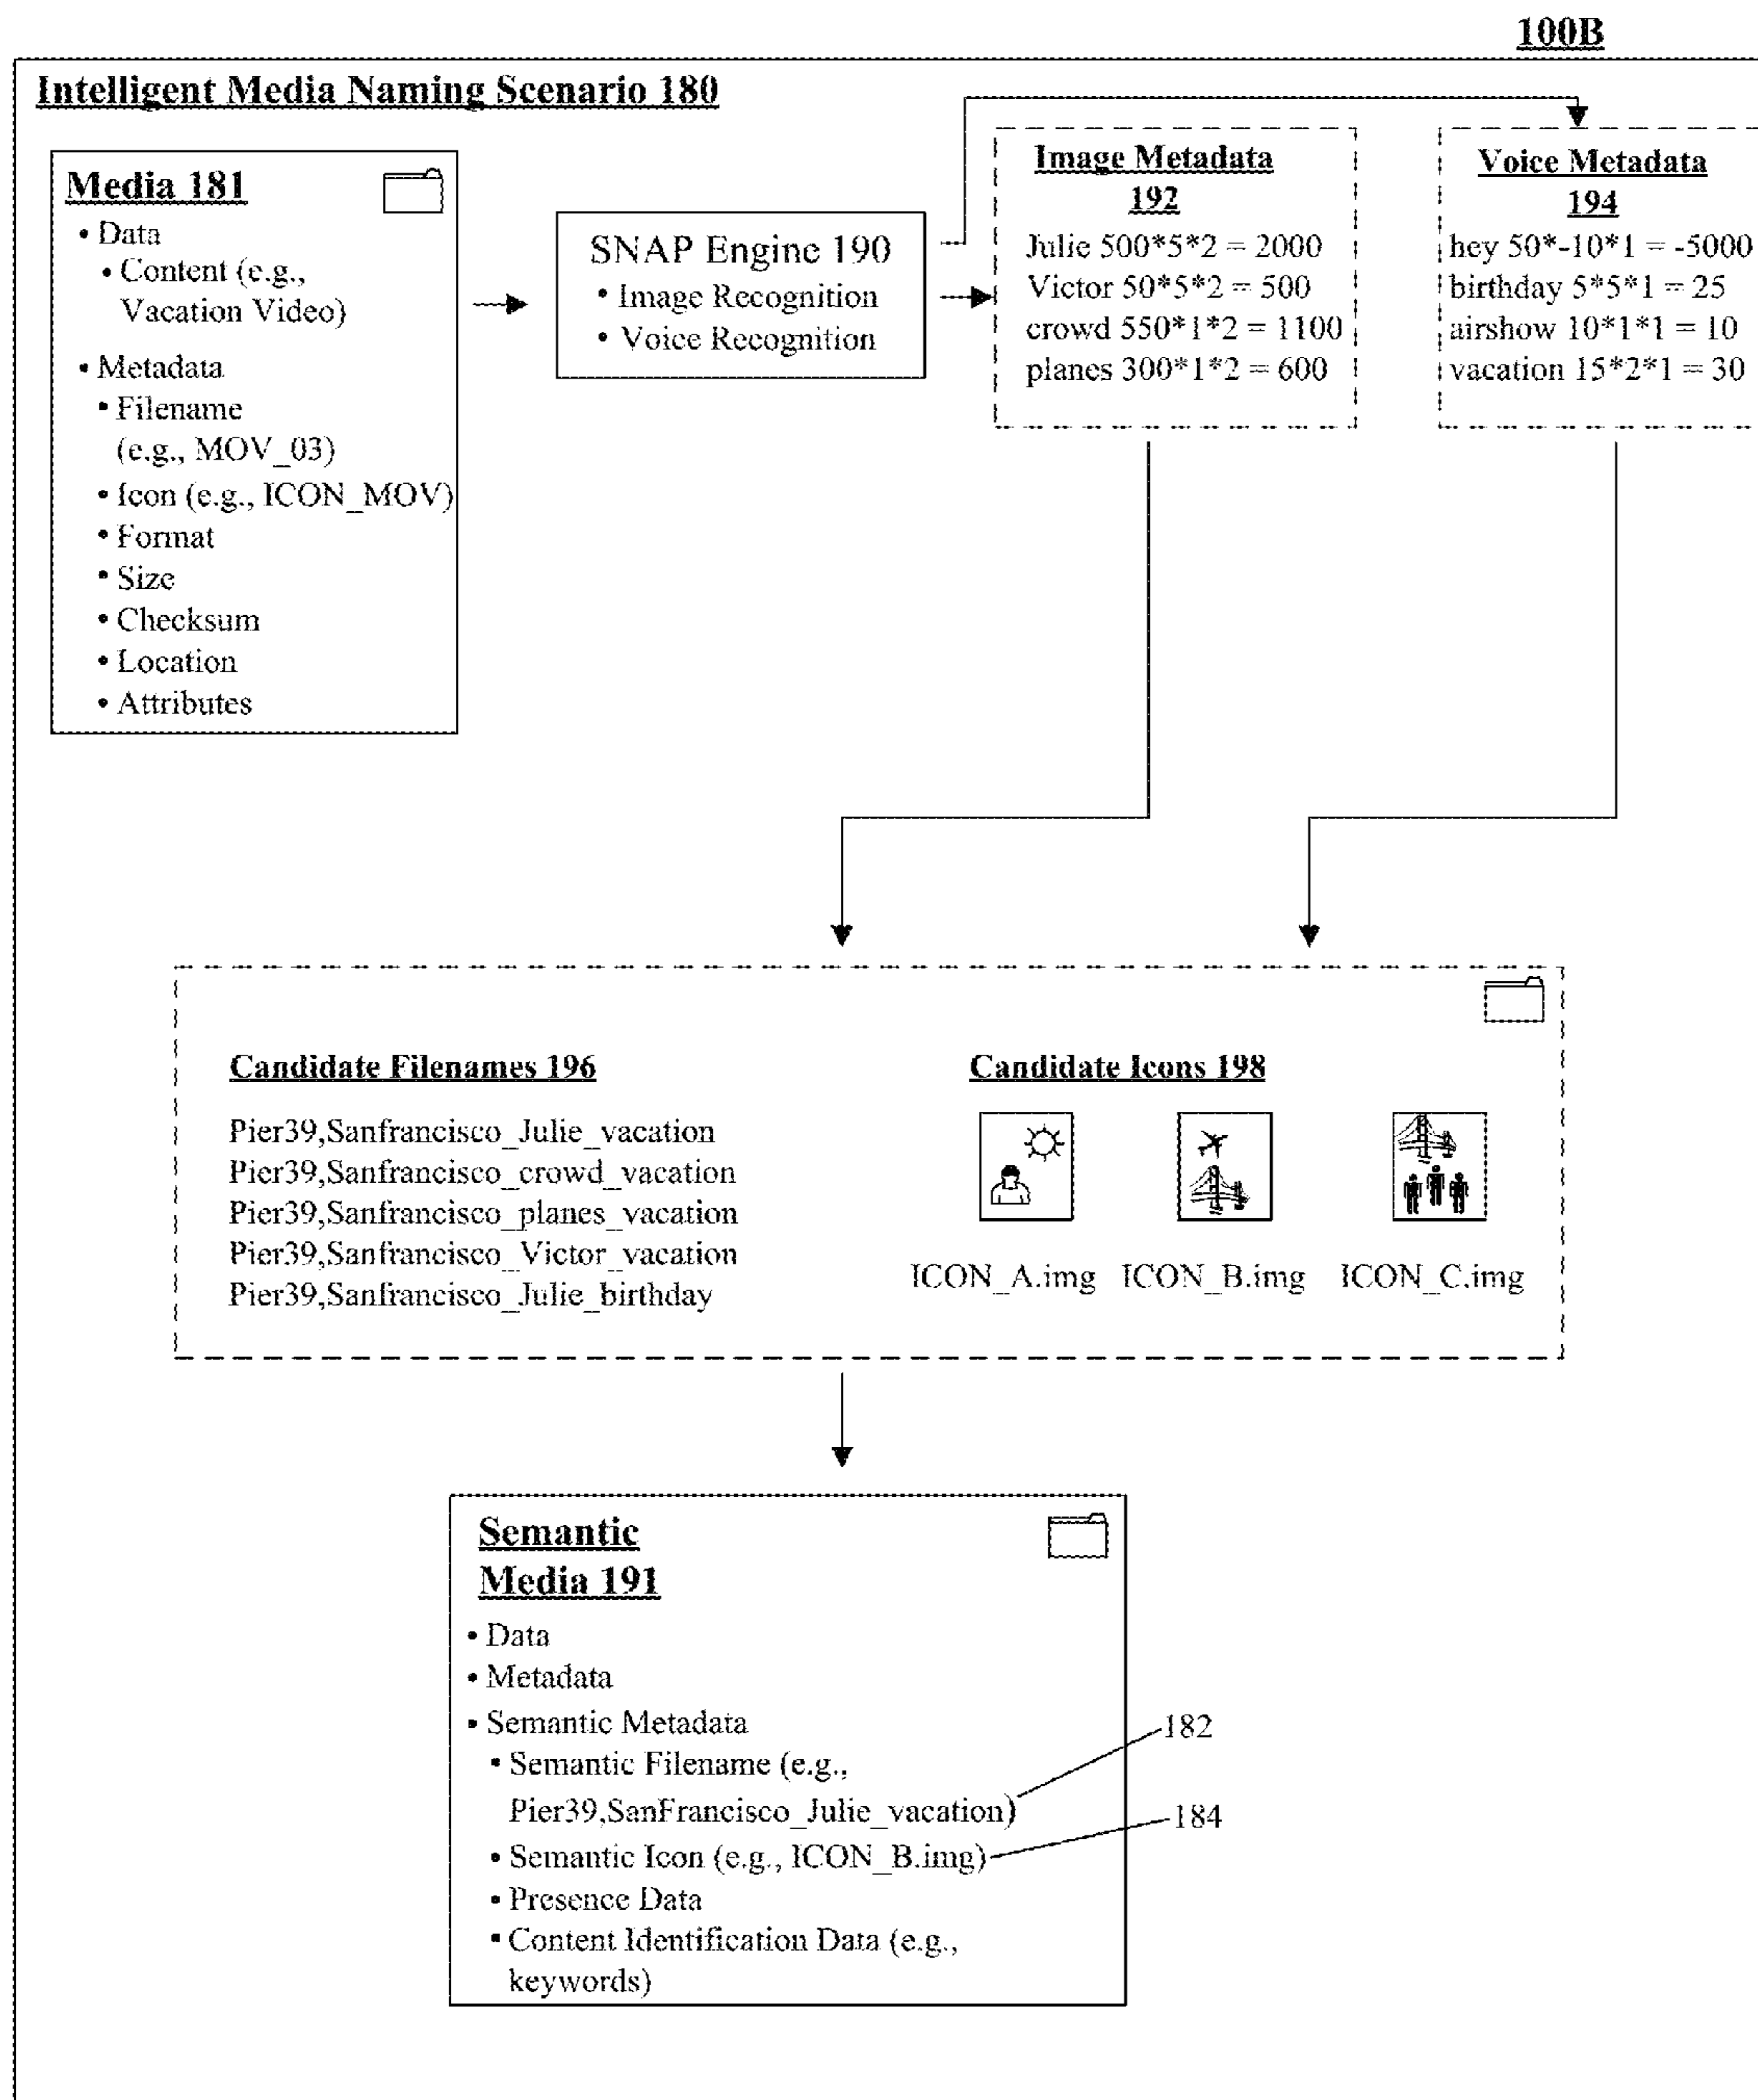 100B
Intelligent Media Naming Scenario 180
Media 181
• Data
• Content (e.g.,
Vacation Video)
• Metadata
• Filename
(e.g., MOV_03)
• Icon (e.g., ICON_MOV)
• Format
• Size
• Checksum
• Location
• Attributes
SNAP Engine 190
• Image Recognition
• Voice Recognition
Image Metadata
192
Julie 500*5*2 = 2000
Victor 50*5*2 = 500
crowd 550*1*2 = 1100
planes 300*1*2 = 600
Voice Metadata
194
hey 50*-10*1 = -5000
birthday 5*5*1 = 25
airshow 10*1*1 = 10
vacation 15*2*1 = 30
Candidate Filenames 196
Pier39,Sanfrancisco_Julie_vacation
Pier39,Sanfrancisco_crowd_vacation
Pier39,Sanfrancisco_planes_vacation
Pier39,Sanfrancisco_Victor_vacation
Pier39,Sanfrancisco_Julie_birthday
Candidate Icons 198
ICON_A.img ICON_B.img ICON_C.img
Semantic
Media 191
• Data
• Metadata
• Semantic Metadata
• Semantic Filename (e.g.,
Pier39,SanFrancisco_Julie_vacation)
182
• Semantic Icon (e.g., ICON_B.img)
184
• Presence Data
• Content Identification Data (e.g.,
keywords)